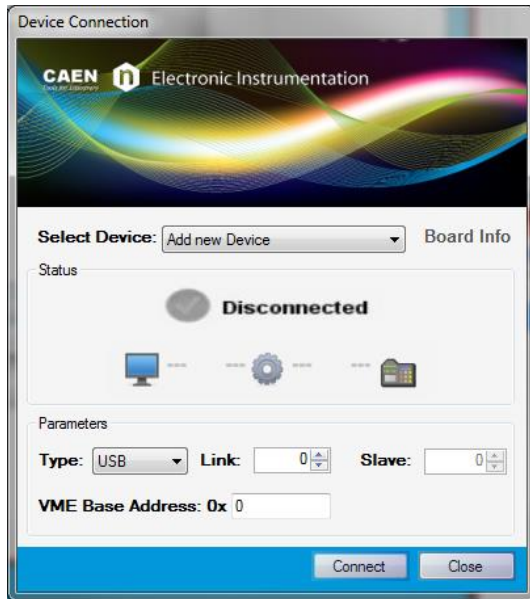 Device Connection
CAEN n Electronic Instrumentation
Tools for Discovery
Select Device: Add new Device Board Info
Status
Disconnected
Parameters
Type: USB Link: 0 Slave: 0
VME Base Address: 0x 0
Connect Close